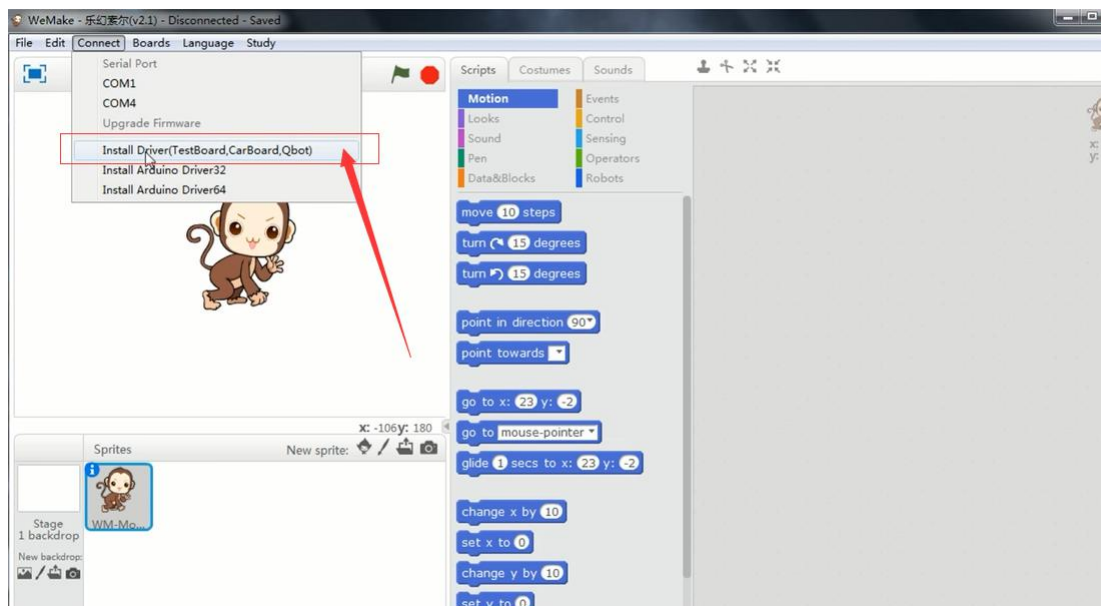 WeMake - 乐幻索尔(v2.1) - Disconnected - Saved
File Edit Connect Boards Language Study
Serial Port
COM1
COM4
Upgrade Firmware
Install Driver(TestBoard,CarBoard,Qbot)
Install Arduino Driver32
Install Arduino Driver64
x: -106 y: 180
Sprites
New sprite:
Stage
1 backdrop
New backdrop:
WM-Mo...
Scripts Costumes Sounds
Motion Events
Looks Control
Sound Sensing
Pen Operators
Data&Blocks Robots
move 10 steps
turn 15 degrees
turn 15 degrees
point in direction 90
point towards
go to x: 23 y: -2
go to mouse-pointer
glide 1 secs to x: 23 y: -2
change x by 10
set x to 0
change y by 10
set y to 0
x:
y: